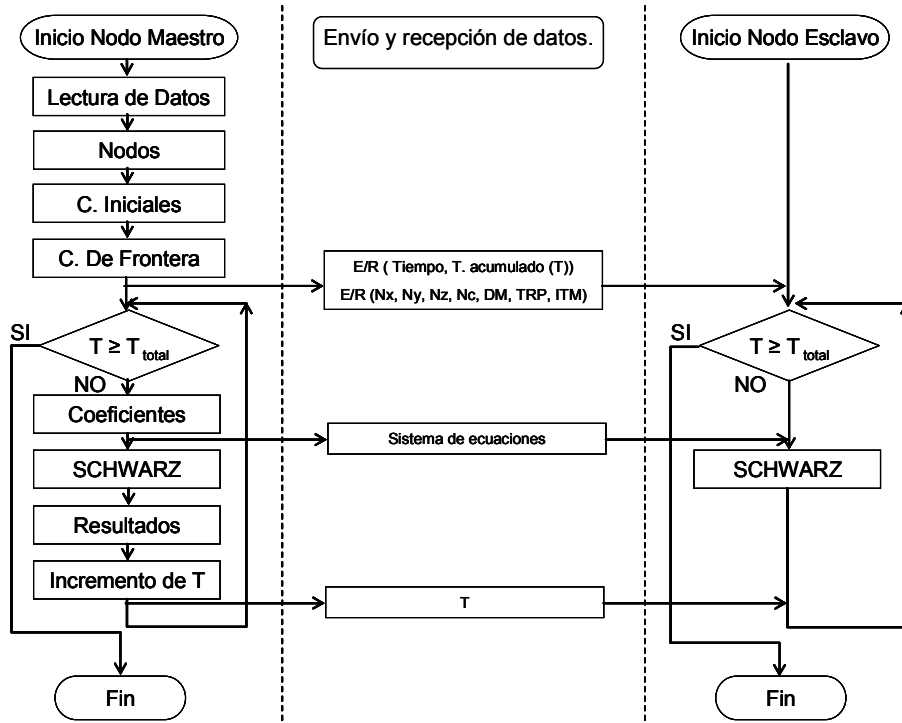 Inicio Nodo Maestro
Lectura de Datos
Nodos
C. Iniciales
C. De Frontera
SI
T ≥ T total
NO
Coeficientes
SCHWARZ
Resultados
Incremento de T
Fin
Envío y recepción de datos.
E/R ( Tiempo, T. acumulado (T))
E/R (Nx, Ny, Nz, Nc, DM, TRP, ITM)
Sistema de ecuaciones
T
Inicio Nodo Esclavo
SI
T ≥ T total
NO
SCHWARZ
Fin